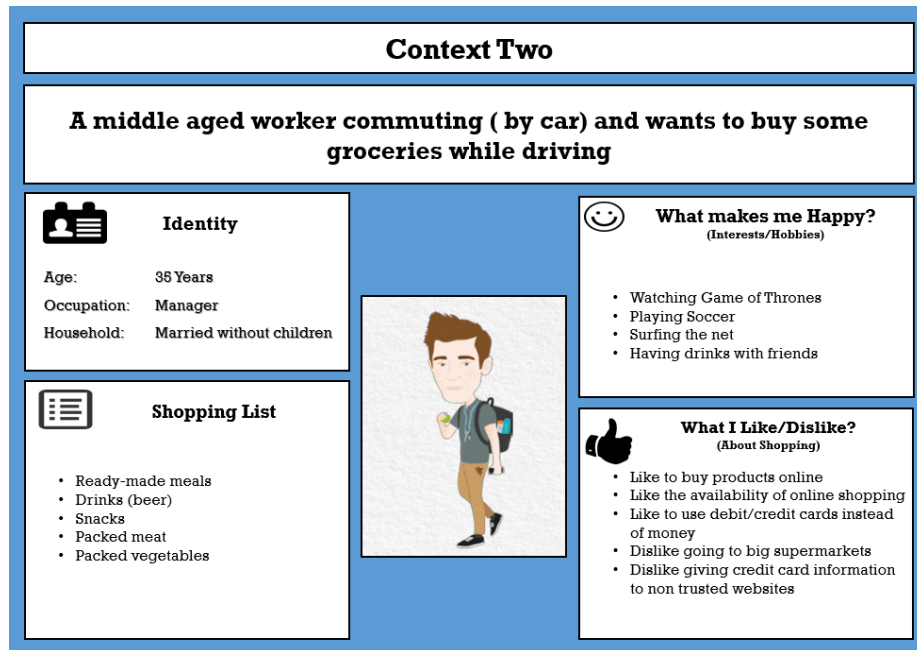 Context Two
A middle aged worker commuting ( by car) and wants to buy some
groceries while driving
Identity
Age: 35 Years
Occupation: Manager
Household: Married without children
Shopping List
• Ready-made meals
• Drinks (beer)
• Snacks
• Packed meat
• Packed vegetables
What makes me Happy?
(Interests/Hobbies)
• Watching Game of Thrones
• Playing Soccer
• Surfing the net
• Having drinks with friends
What I Like/Dislike?
(About Shopping)
• Like to buy products online
• Like the availability of online shopping
• Like to use debit/credit cards instead
of money
• Dislike going to big supermarkets
• Dislike giving credit card information
to non trusted websites